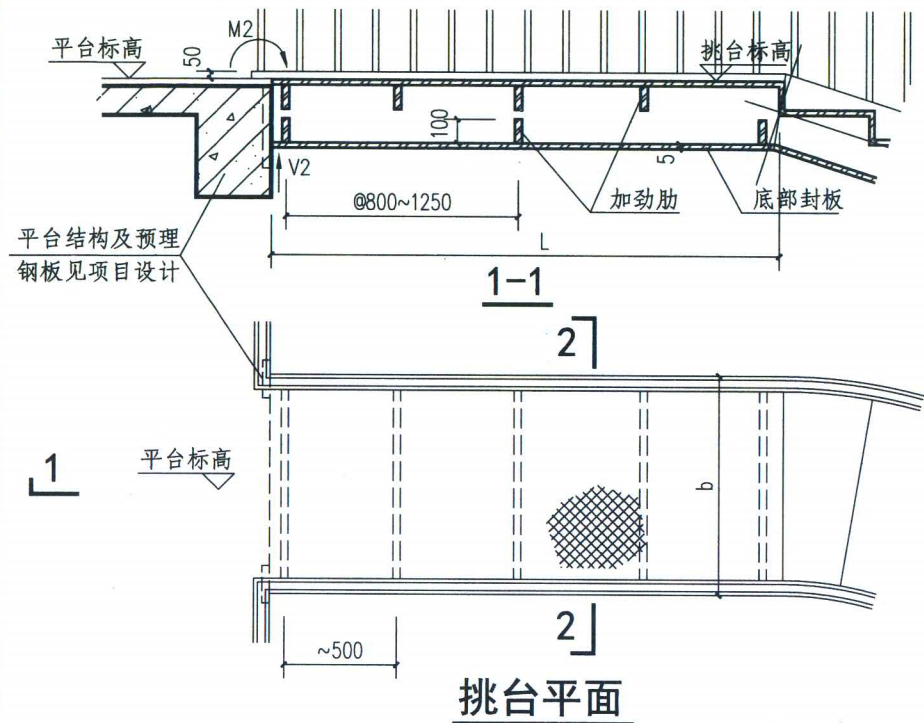 M2
平台标高
50
挑台标高
100
V2
5
@800~1250
加劲肋
底部封板
平台结构及预理
钢板见项目设计
L
1-1
2
1
平台标高
b
2
~500
挑台平面